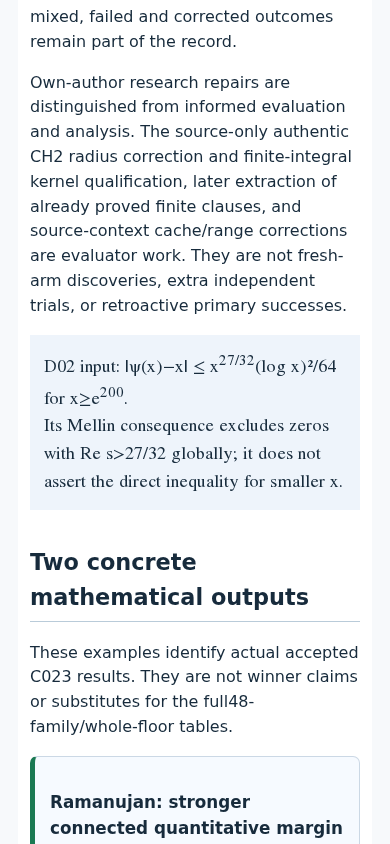 mixed, failed and corrected outcomes
remain part of the record.
Own-author research repairs are
distinguished from informed evaluation
and analysis. The source-only authentic
CH2 radius correction and finite-integral
kernel qualification, later extraction of
already proved finite clauses, and
source-context cache/range corrections
are evaluator work. They are not fresh-
arm discoveries, extra independent
trials, or retroactive primary successes.
D02 input: |ψ(x)−x| ≤ x^27/32(log x)²/64
for x≥e^200.
Its Mellin consequence excludes zeros
with Re s>27/32 globally; it does not
assert the direct inequality for smaller x.
Two concrete
mathematical outputs
These examples identify actual accepted
C023 results. They are not winner claims
or substitutes for the full48-
family/whole-floor tables.
Ramanujan: stronger
connected quantitative margin